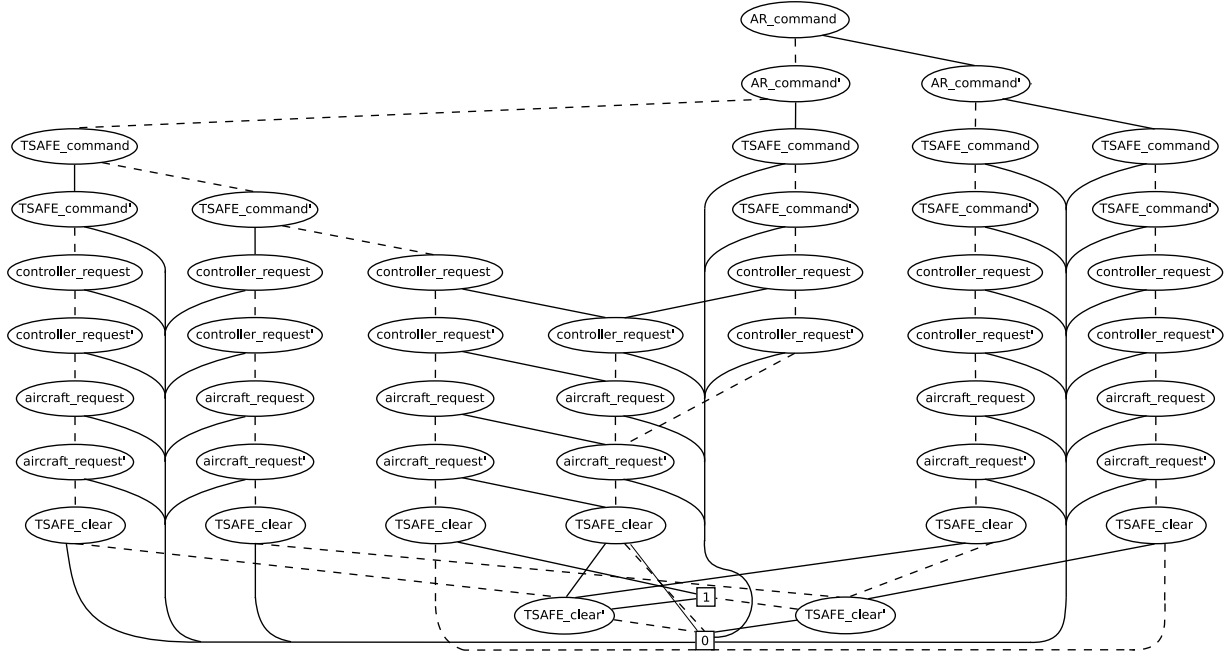 AR_command
AR_command' AR_command'
TSAFE_command TSAFE_command TSAFE_command TSAFE_command
TSAFE_command' TSAFE_command' TSAFE_command' TSAFE_command' TSAFE_command'
controller_request controller_request controller_request controller_request controller_request controller_request
controller_request' controller_request' controller_request' controller_request' controller_request' controller_request' controller_request'
aircraft_request aircraft_request aircraft_request aircraft_request aircraft_request aircraft_request
aircraft_request' aircraft_request' aircraft_request' aircraft_request' aircraft_request' aircraft_request'
TSAFE_clear TSAFE_clear TSAFE_clear TSAFE_clear TSAFE_clear TSAFE_clear
1
TSAFE_clear' TSAFE_clear'
0